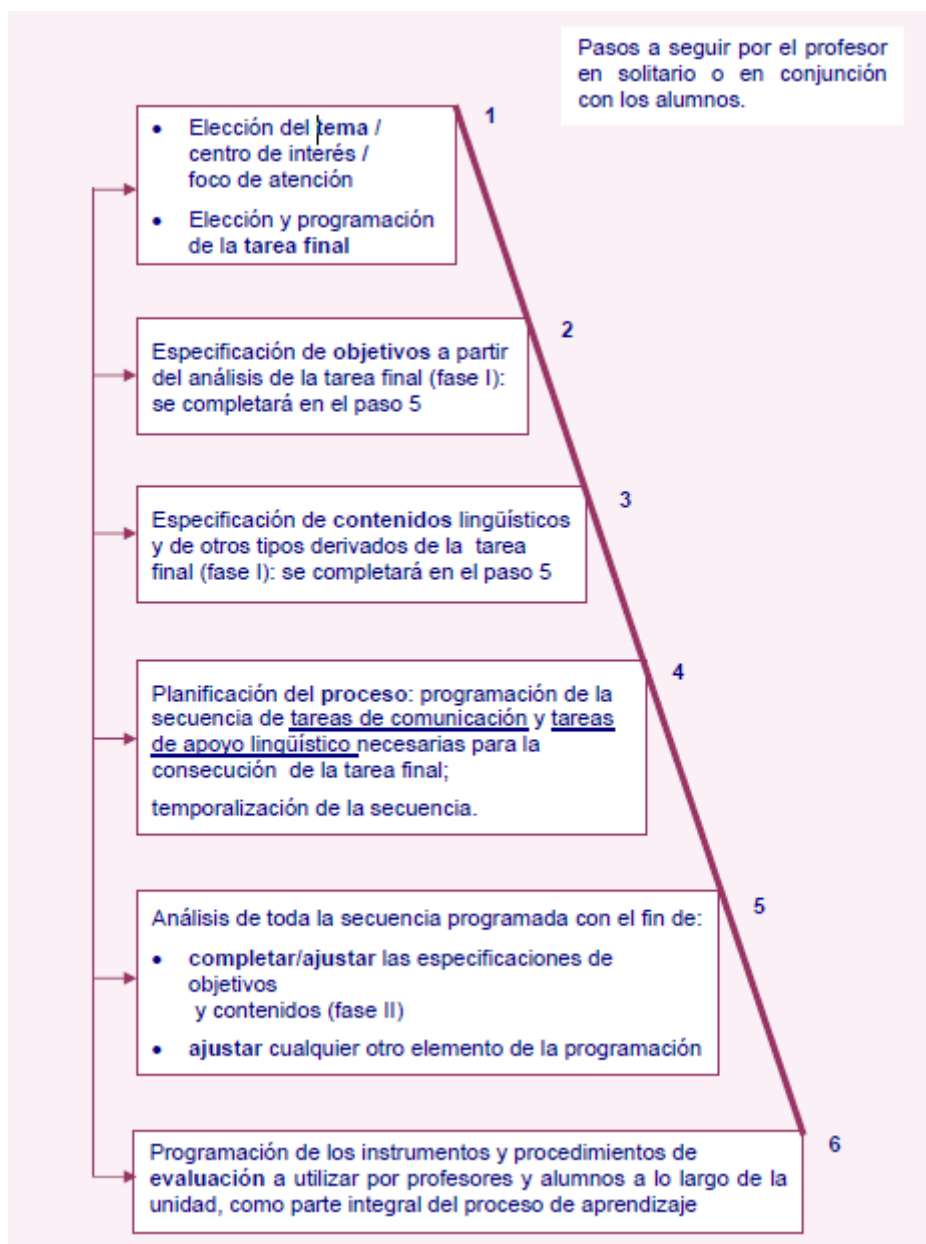 Pasos a seguir por el profesor
en solitario o en conjunción
con los alumnos.
1
• Elección del tema /
centro de interés /
foco de atención
• Elección y programación
de la tarea final
2
Especificación de objetivos a partir
del análisis de la tarea final (fase I):
se completará en el paso 5
3
Especificación de contenidos lingüísticos
y de otros tipos derivados de la tarea
final (fase I): se completará en el paso 5
4
Planificación del proceso: programación de la
secuencia de tareas de comunicación y tareas
de apoyo lingüístico necesarias para la
consecución de la tarea final;
temporalización de la secuencia.
5
Análisis de toda la secuencia programada con el fin de:
• completar/ajustar las especificaciones de
objetivos
y contenidos (fase II)
• ajustar cualquier otro elemento de la programación
6
Programación de los instrumentos y procedimientos de
evaluación a utilizar por profesores y alumnos a lo largo de la
unidad, como parte integral del proceso de aprendizaje